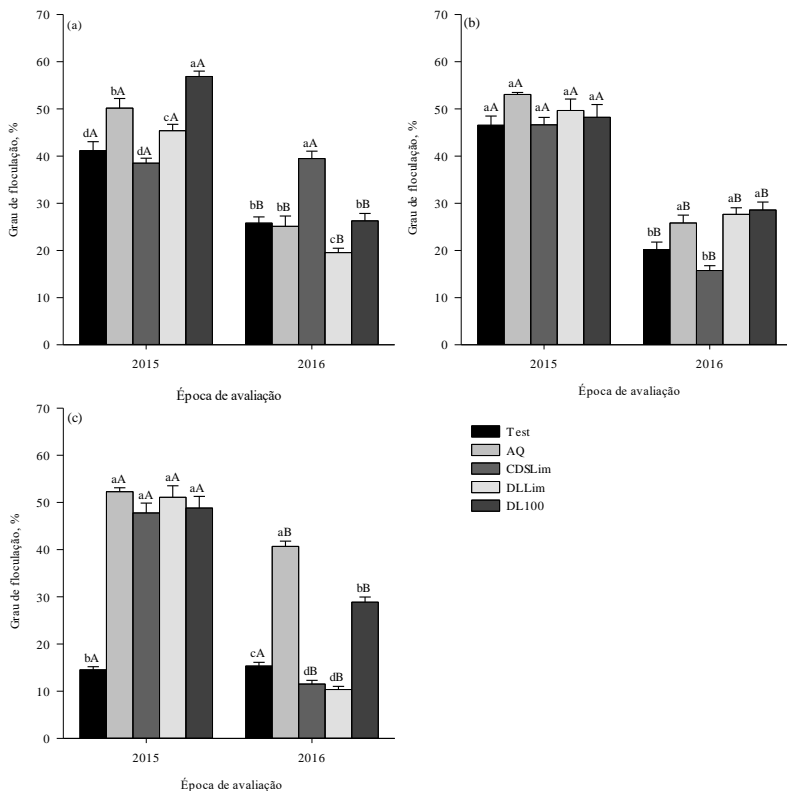 (a)
Grau de floculação, %
70
60
50
40
30
20
10
0
dA
bA
dA
cA
aA
bB
bB
aA
cB
bB
2015
2016
Época de avaliação
(b)
Grau de floculação, %
70
60
50
40
30
20
10
0
aA
aA
aA
aA
aA
bB
aB
bB
aB
aB
2015
2016
Época de avaliação
(c)
Grau de floculação, %
70
60
50
40
30
20
10
0
bA
aA
aA
aA
aA
cA
aB
dB
dB
bB
2015
2016
Época de avaliação
Test
AQ
CDSLim
DLLim
DL100